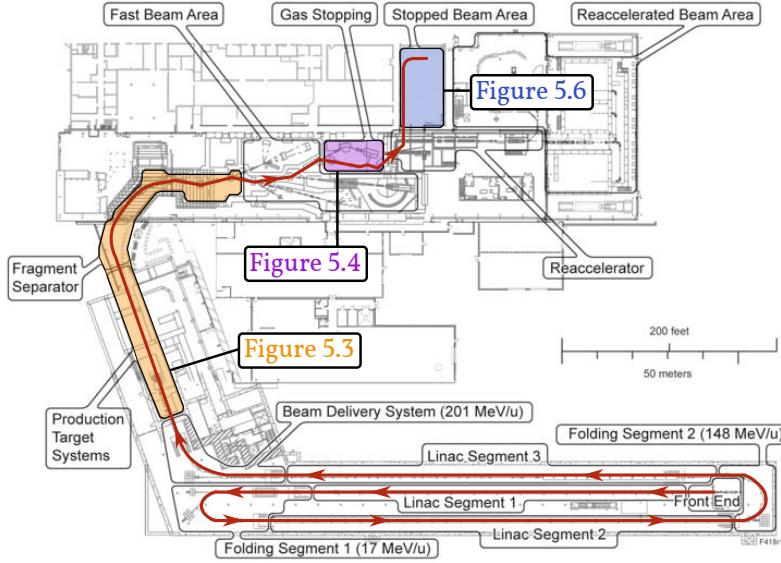 Fast Beam Area
Gas Stopping
Stopped Beam Area
Reaccelerated Beam Area
Figure 5.6
Figure 5.4
Reaccelerator
Fragment
Separator
Figure 5.3
200 feet
50 meters
Production
Target
Systems
Beam Delivery System (201 MeV/u)
Folding Segment 2 (148 MeV/u)
Linac Segment 3
Linac Segment 1
Front End
Linac Segment 2
Folding Segment 1 (17 MeV/u)